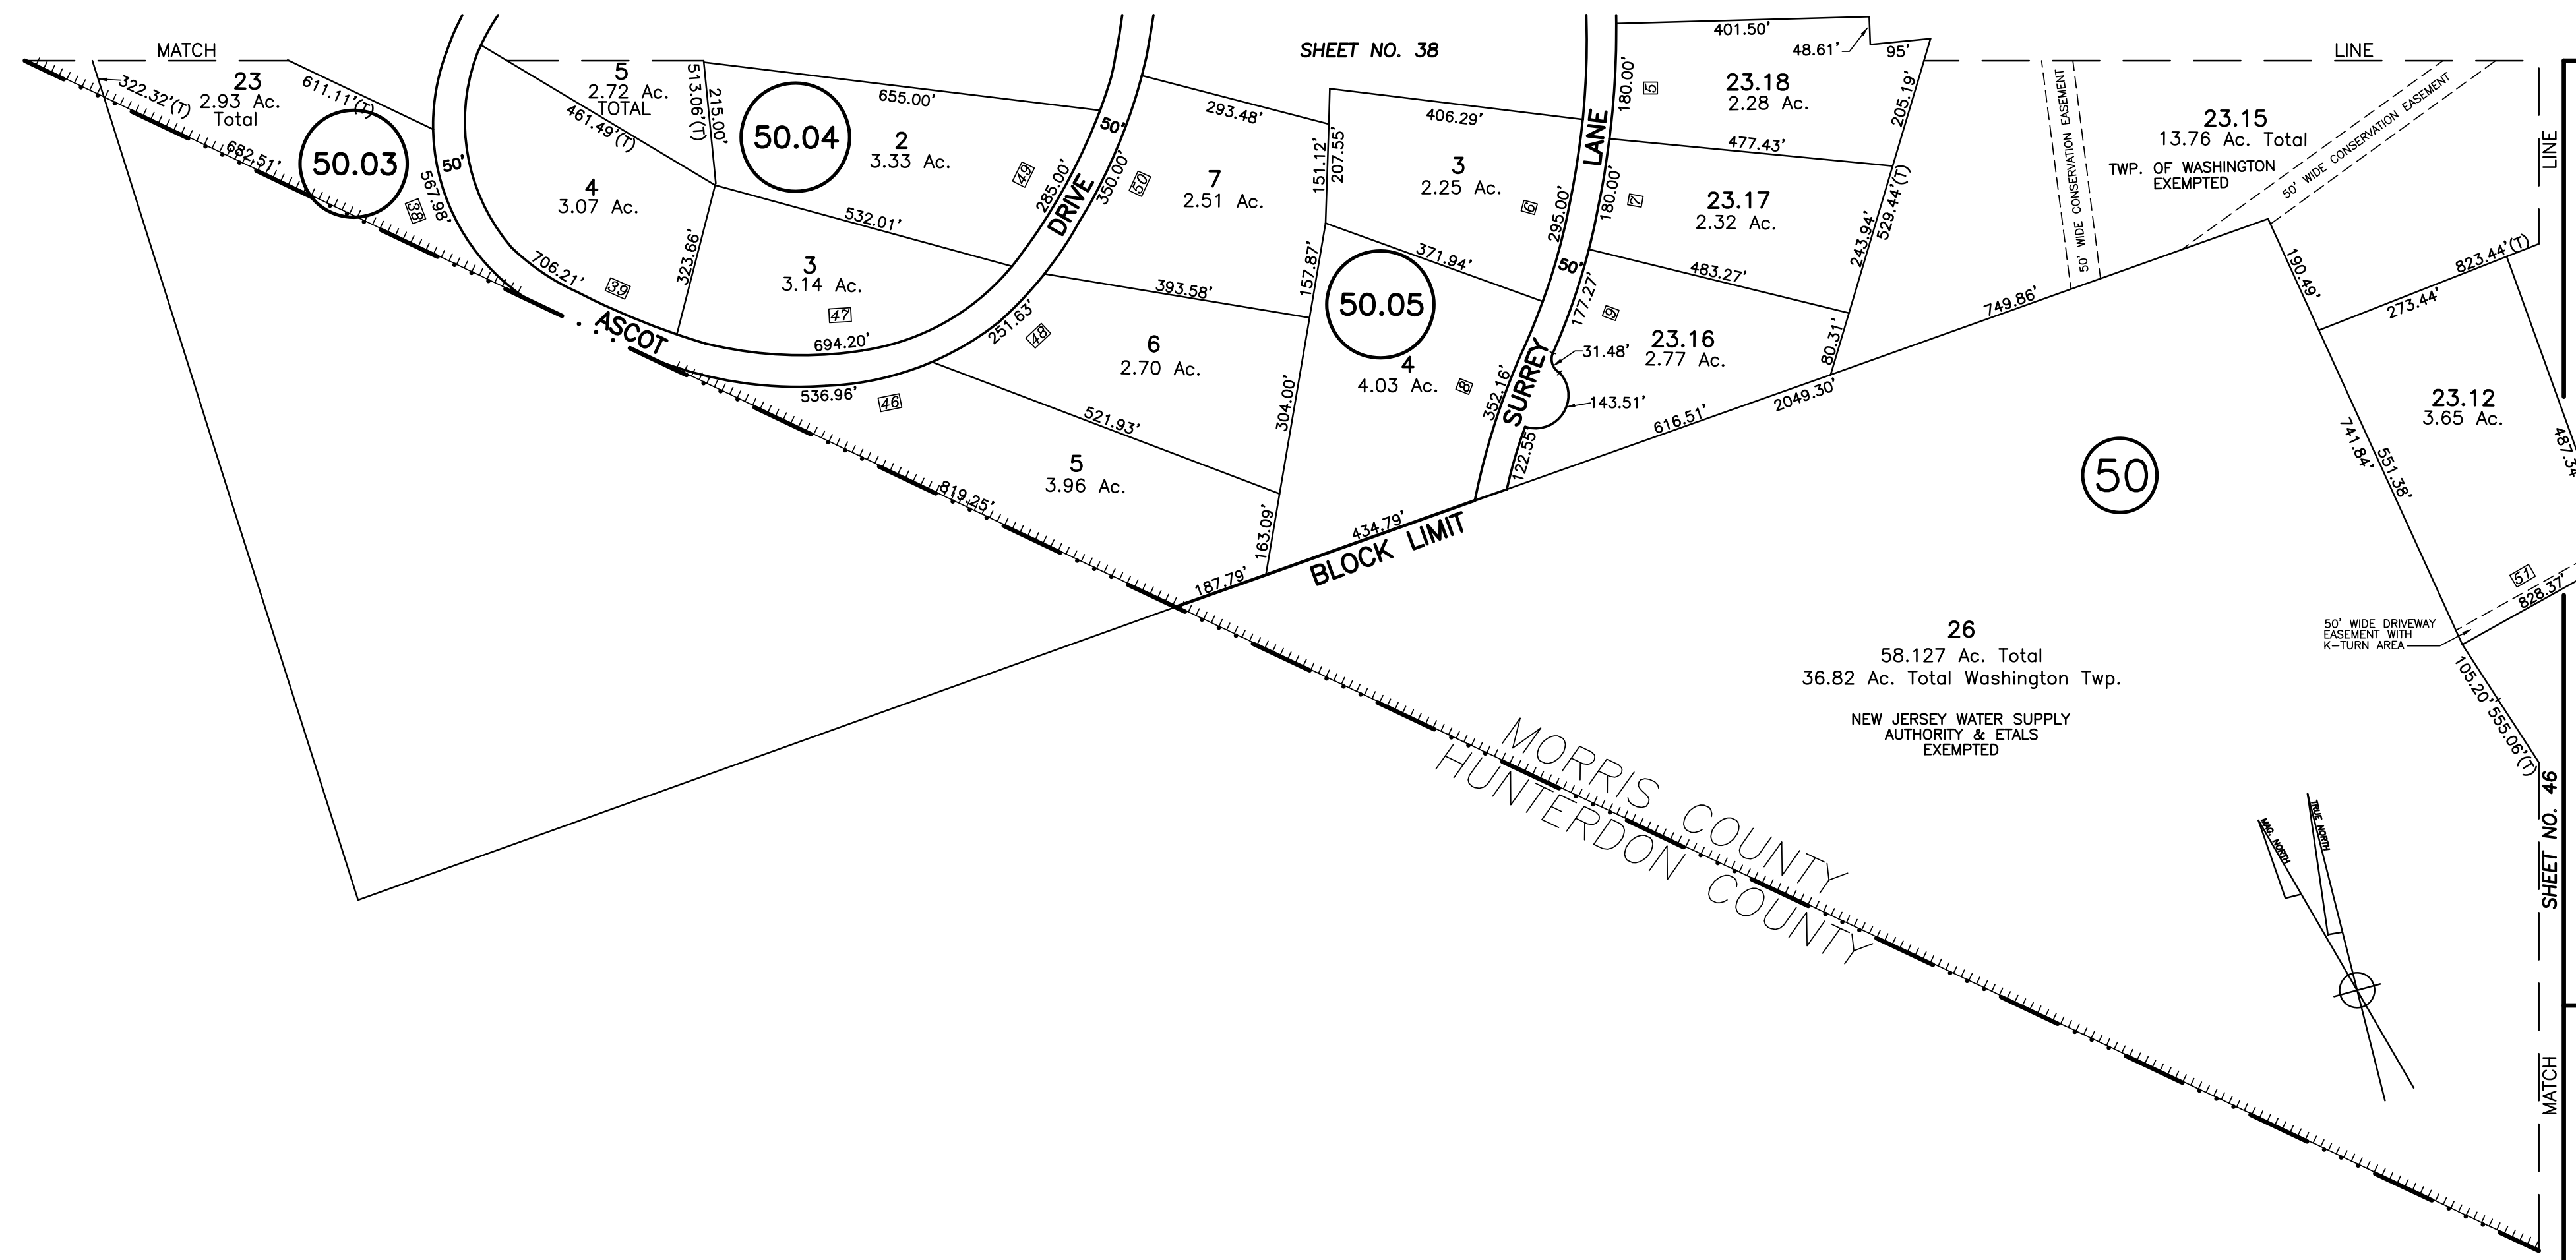 MATCH
SHEET NO. 38
LINE
LINE
322.32'(T)
23
2.93 Ac.
Total
611.11'(T)
682.51'
50.03
567.98'
38
50'
5
2.72 Ac.
TOTAL
461.49'(T)
513.06'(T)
215.00'
4
3.07 Ac.
706.21'
39
323.66'
50.04
655.00'
2
3.33 Ac.
49
285.00'
532.01'
3
3.14 Ac.
47
694.20'
ASCOT
DRIVE
50'
350.00'
50
293.48'
7
2.51 Ac.
151.12'
207.55'
393.58'
251.63'
48
6
2.70 Ac.
157.87'
304.00'
536.96'
46
521.93'
5
3.96 Ac.
819.25'
163.09'
187.79'
406.29'
3
2.25 Ac.
6
295.00'
371.94'
50.05
4
4.03 Ac.
8
352.16'
434.79'
BLOCK LIMIT
SURREY
LANE
50'
401.50'
48.61'
95'
180.00'
5
23.18
2.28 Ac.
205.19'
477.43'
180.00'
7
23.17
2.32 Ac.
243.94'
529.44'(T)
483.27'
177.27'
9
23.16
2.77 Ac.
31.48'
143.51'
80.31'
122.55'
616.51'
2049.30'
749.86'
50' WIDE CONSERVATION EASEMENT
50' WIDE CONSERVATION EASEMENT
23.15
13.76 Ac. Total
TWP. OF WASHINGTON
EXEMPTED
50' WIDE CONSERVATION EASEMENT
190.49'
823.44'(T)
273.44'
23.12
3.65 Ac.
487.34
741.84'
551.38'
50
51
828.37'
50' WIDE DRIVEWAY
EASEMENT WITH
K-TURN AREA
105.20'
555.06'(T)
26
58.127 Ac. Total
36.82 Ac. Total Washington Twp.
NEW JERSEY WATER SUPPLY
AUTHORITY & ETALS
EXEMPTED
MORRIS COUNTY
HUNTERDON COUNTY
MAG. NORTH
TRUE NORTH
SHEET NO. 46
MATCH